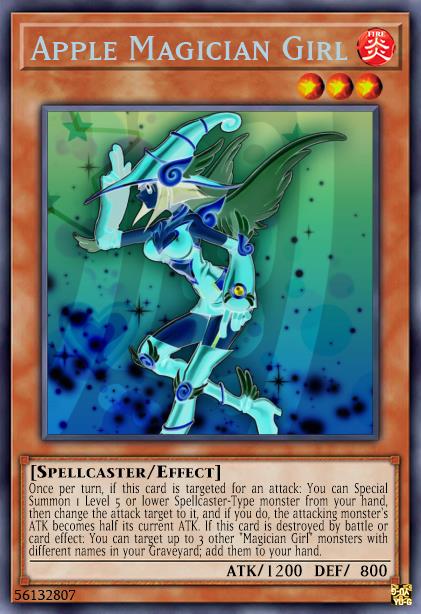 APPLE MAGICIAN GIRL
FIRE
炎
[SPELLCASTER/EFFECT]
Once per turn, if this card is targeted for an attack: You can Special
Summon 1 Level 5 or lower Spellcaster-Type monster from your hand,
then change the attack target to it, and if you do, the attacking monster's
ATK becomes half its current ATK. If this card is destroyed by battle or
card effect: You can target up to 3 other "Magician Girl" monsters with
different names in your Graveyard; add them to your hand.
ATK/1200 DEF/ 800
56132807